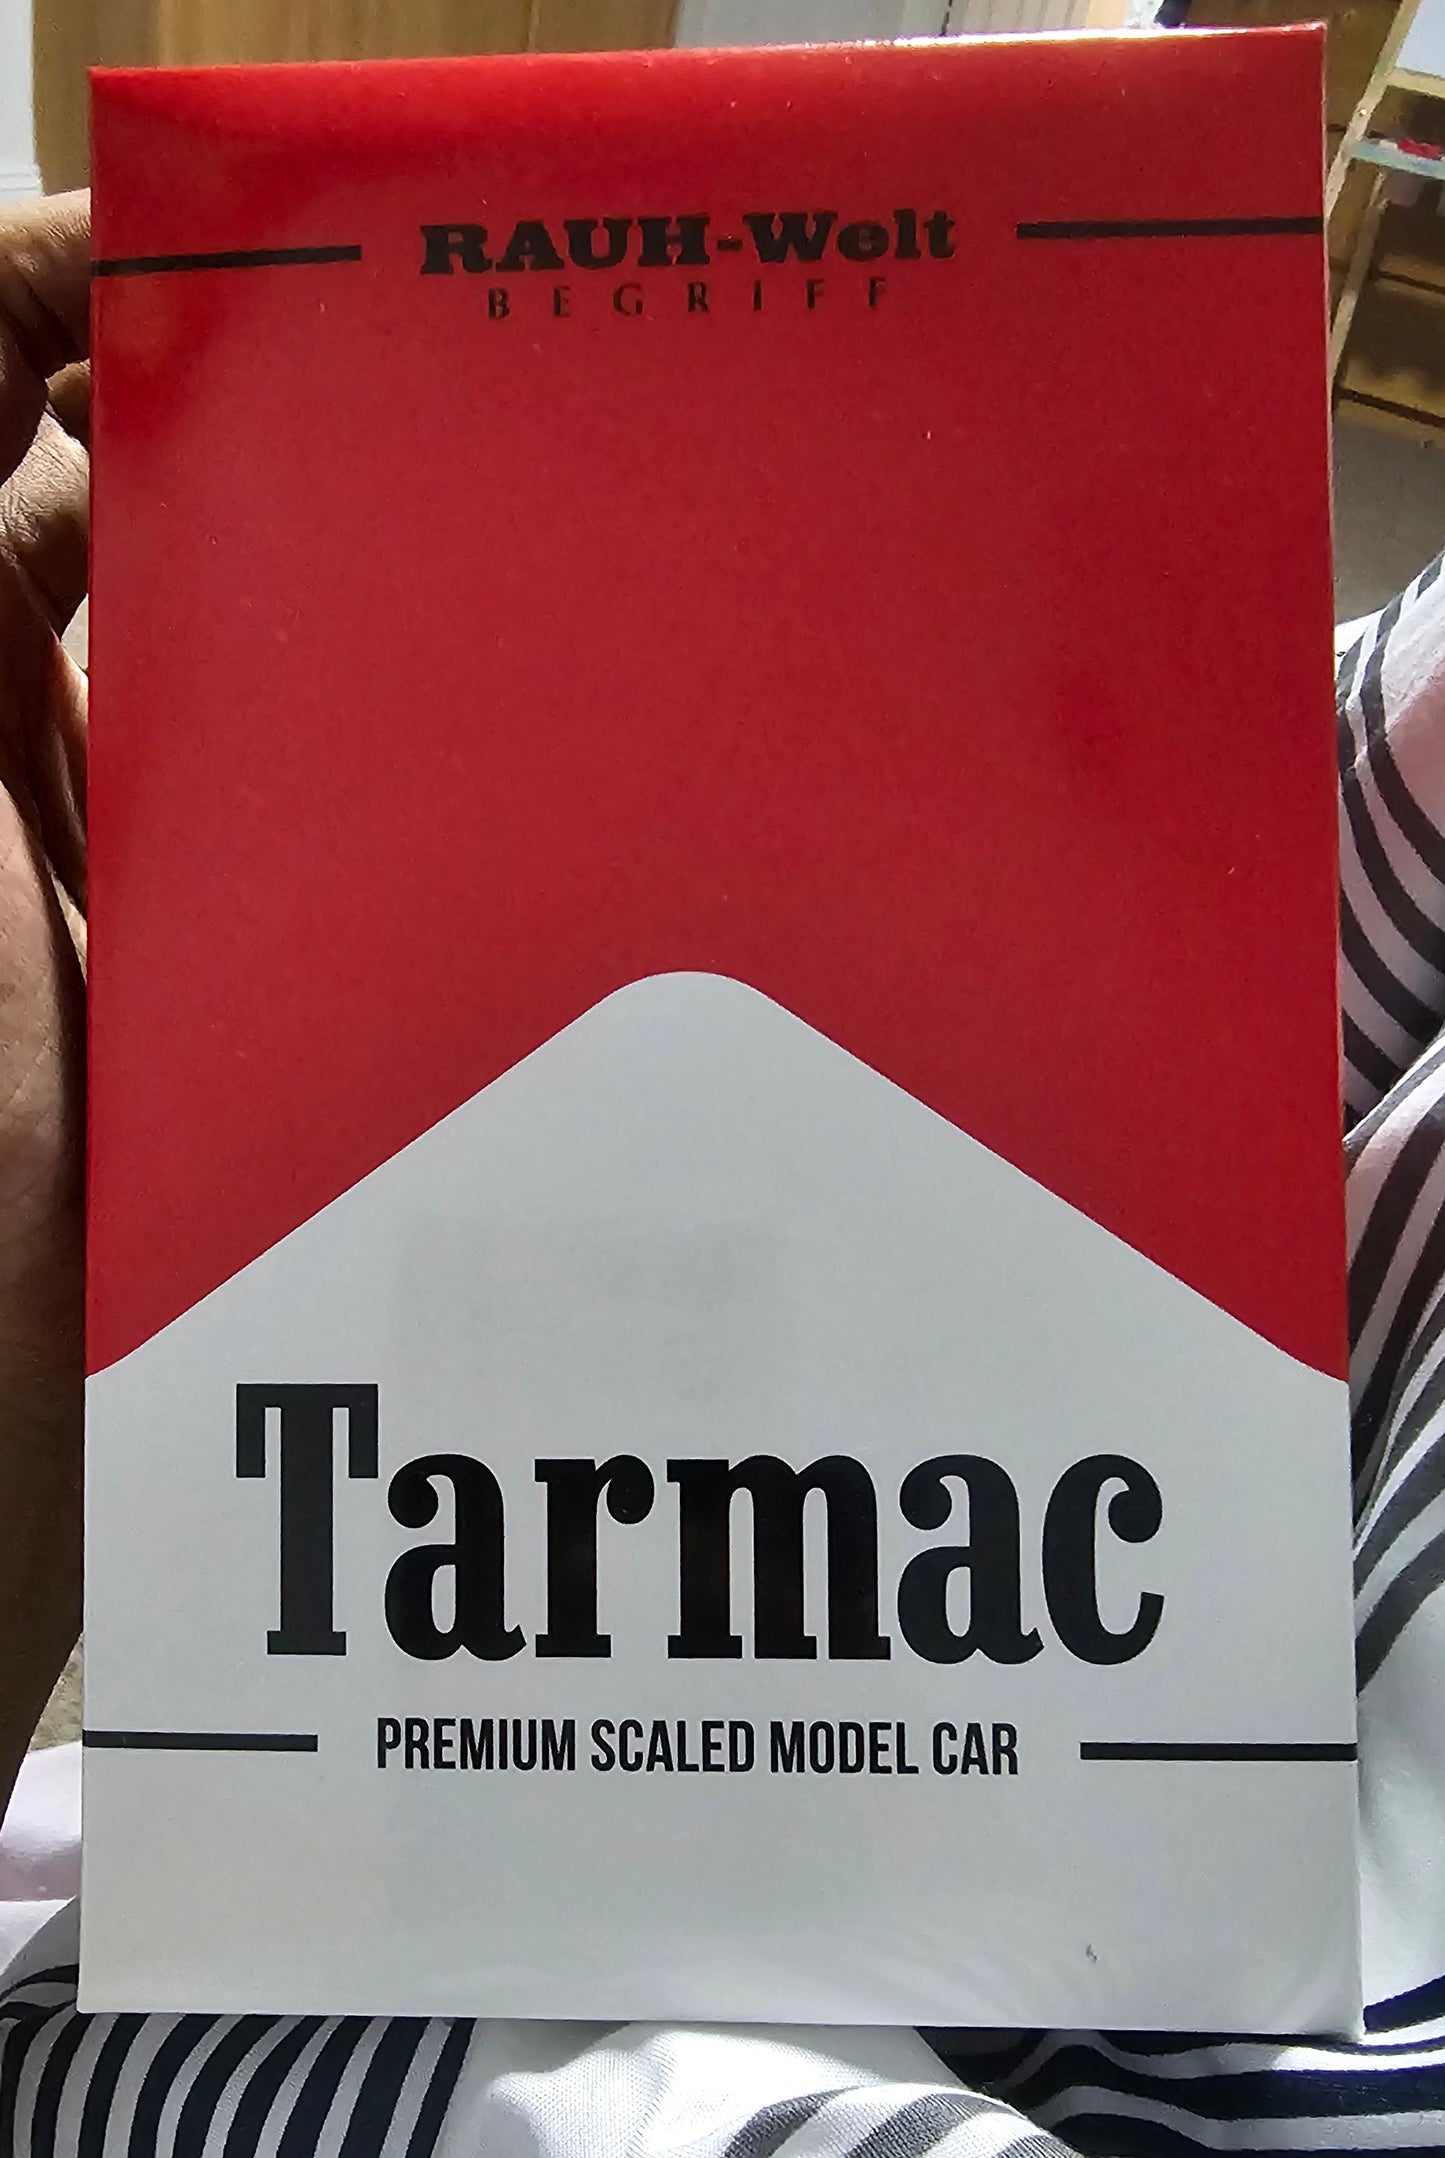 RAUH-Welt
BEGRIFF
Tarmac
PREMIUM SCALED MODEL CAR